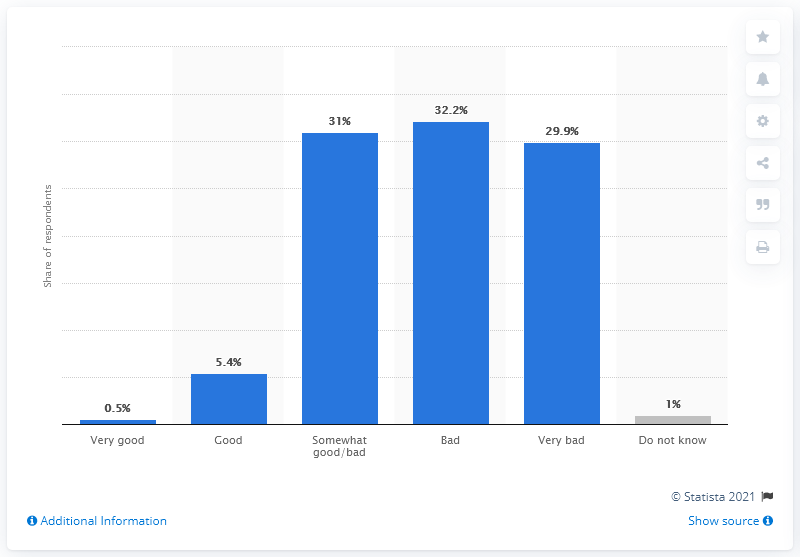 Share of respondents
0.5%
5.4%
31%
32.2%
29.9%
1%
Very good
Good
Somewhat
good/bad
Bad
Very bad
Do not know
© Statista 2021
Additional Information
Show source